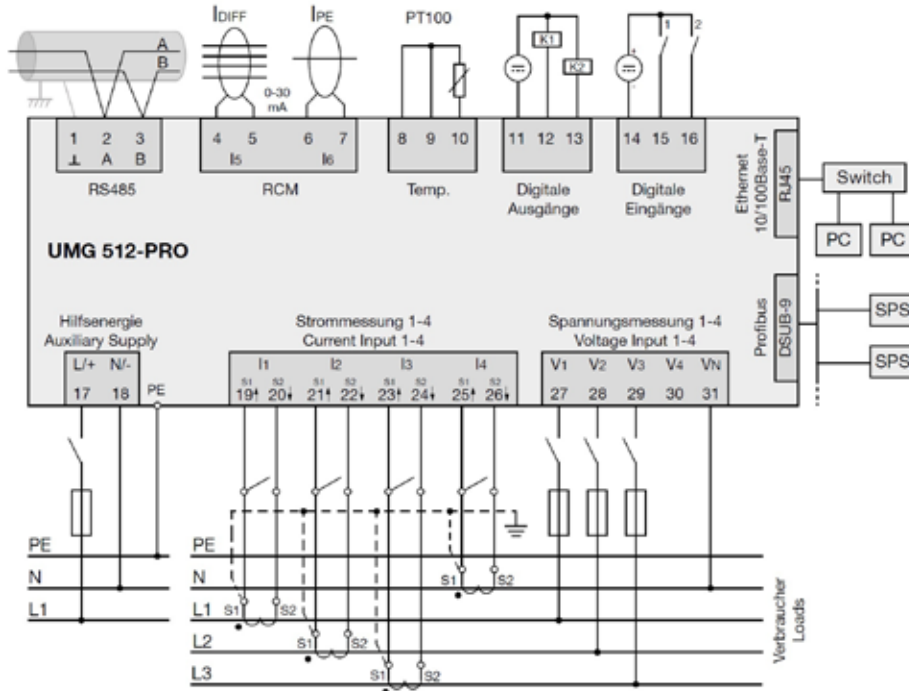 IDIFF IPE PT100
A
B
0-30
mA
K1
K2
+
-
1 2
1 2 3 4 5 6 7 8 9 10 11 12 13 14 15 16
A B I5 I6
RS485 RCM Temp. Digitale
Ausgänge
Digitale
Eingänge
Ethernet
10/100Base-T
RJ45
Switch
PC PC
UMG 512-PRO
Profibus
DSUB-9
SPS
SPS
Hilfsenergie
Auxiliary Supply
Strommessung 1-4
Current Input 1-4
Spannungsmessung 1-4
Voltage Input 1-4
L/+ N/- PE
I1 I2 I3 I4
V1 V2 V3 V4 VN
S1 S2 S1 S2 S1 S2 S1 S2
17 18 19 20 21 22 23 24 25 26 27 28 29 30 31
PE PE
N N
S1 S2
L1 L1
S1 S2
L2
S1 S2
L3
S1 S2
Verbraucher
Loads